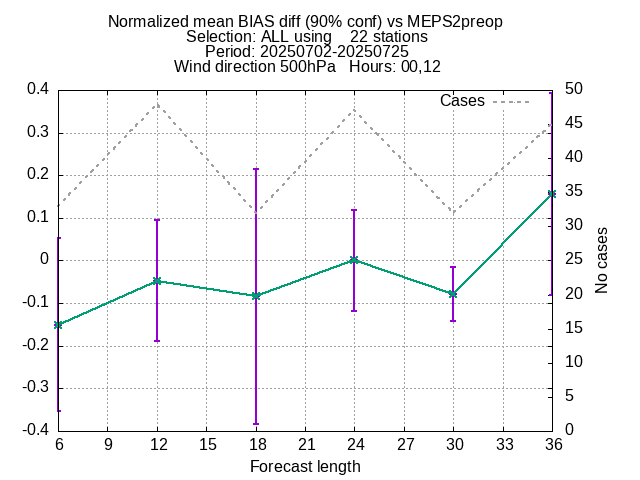 Normalized mean BIAS diff (90% conf) vs MEPS2preop
Selection: ALL using    22 stations
Period: 20250702-20250725
Wind direction 500hPa   Hours: 00,12
Cases
0.4
0.3
0.2
0.1
0
-0.1
-0.2
-0.3
-0.4
50
45
40
35
30
25
20
15
10
5
0
No cases
6 9 12 15 18 21 24 27 30 33 36
Forecast length